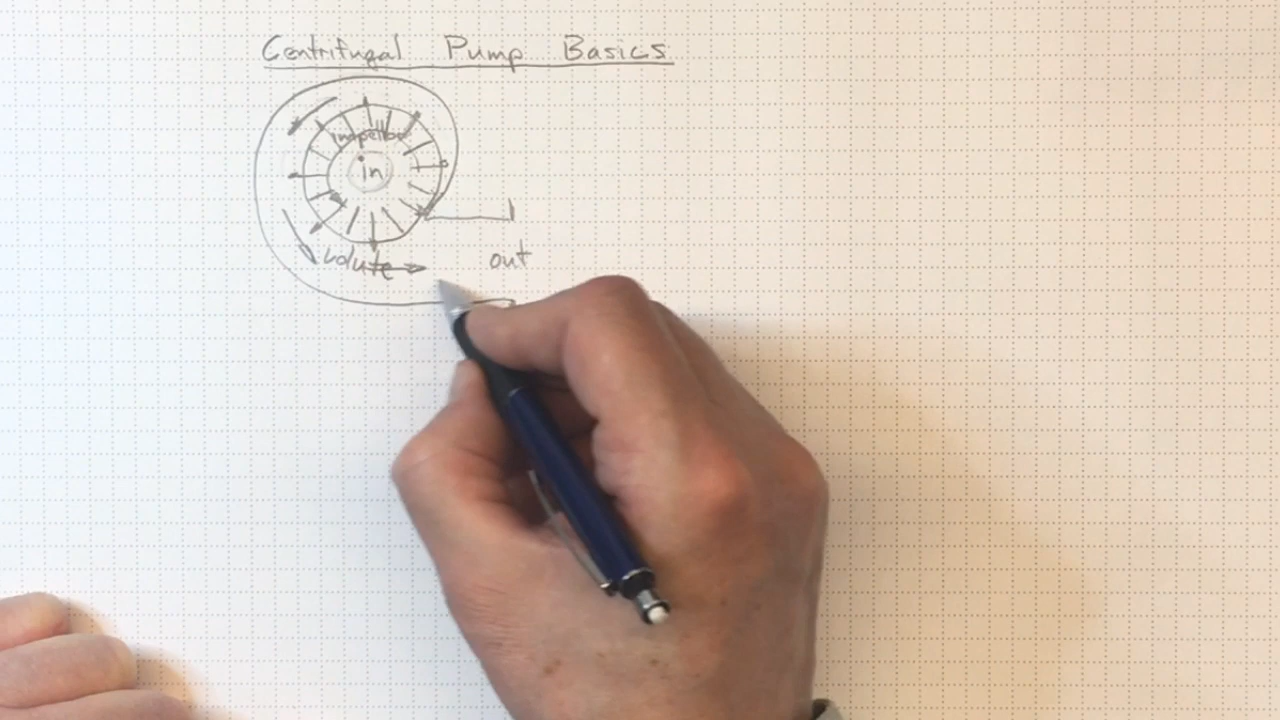 Centrifugal Pump Basics
impeller
in
volute
out